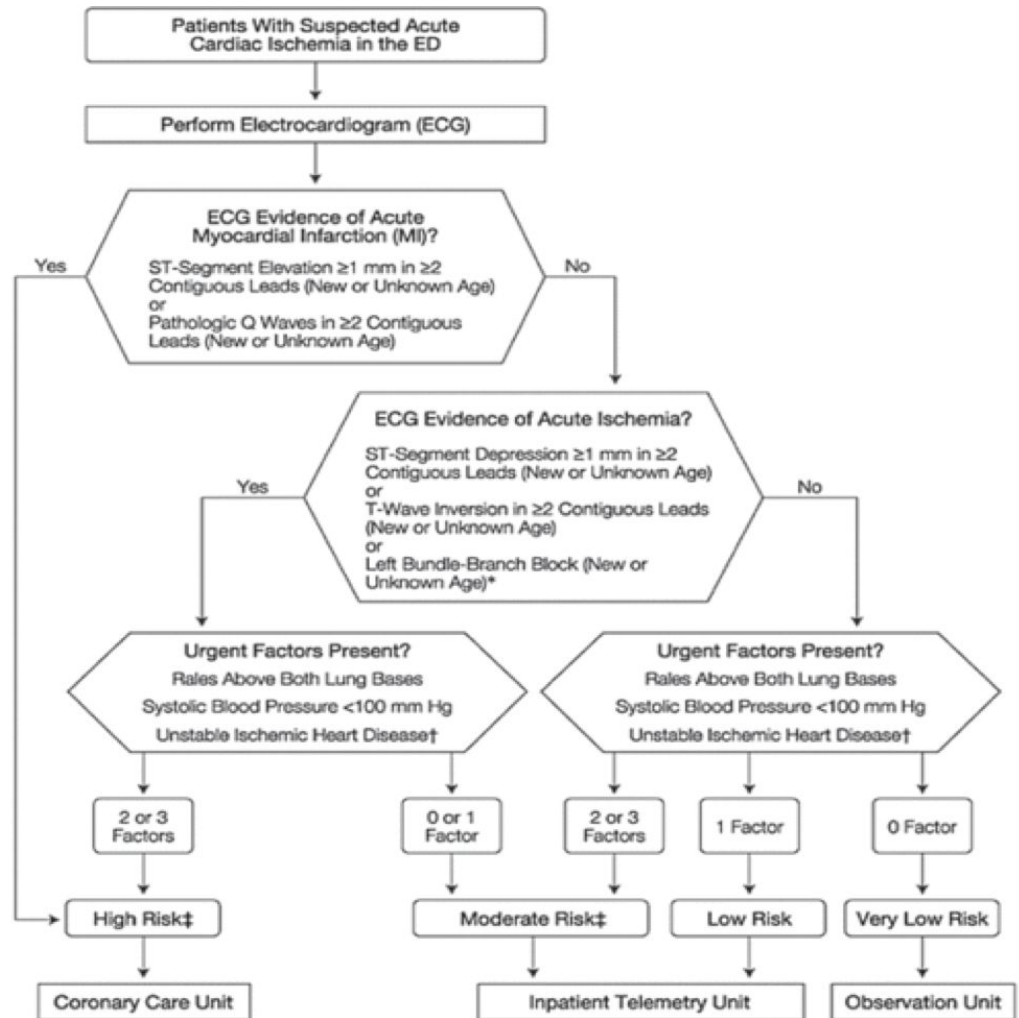 Patients With Suspected Acute
Cardiac Ischemia in the ED
Perform Electrocardiogram (ECG)
ECG Evidence of Acute
Myocardial Infarction (MI)?
Yes
No
ST-Segment Elevation ≥1 mm in ≥2
Contiguous Leads (New or Unknown Age)
or
Pathologic Q Waves in ≥2 Contiguous
Leads (New or Unknown Age)
ECG Evidence of Acute Ischemia?
ST-Segment Depression ≥1 mm in ≥2
Contiguous Leads (New or Unknown Age)
or
T-Wave Inversion in ≥2 Contiguous Leads
(New or Unknown Age)
or
Left Bundle-Branch Block (New or
Unknown Age)*
Yes
No
Urgent Factors Present?
Rales Above Both Lung Bases
Systolic Blood Pressure <100 mm Hg
Unstable Ischemic Heart Disease†
Urgent Factors Present?
Rales Above Both Lung Bases
Systolic Blood Pressure <100 mm Hg
Unstable Ischemic Heart Disease†
2 or 3
Factors
0 or 1
Factor
2 or 3
Factors
1 Factor
0 Factor
High Risk‡
Moderate Risk‡
Low Risk
Very Low Risk
Coronary Care Unit
Inpatient Telemetry Unit
Observation Unit